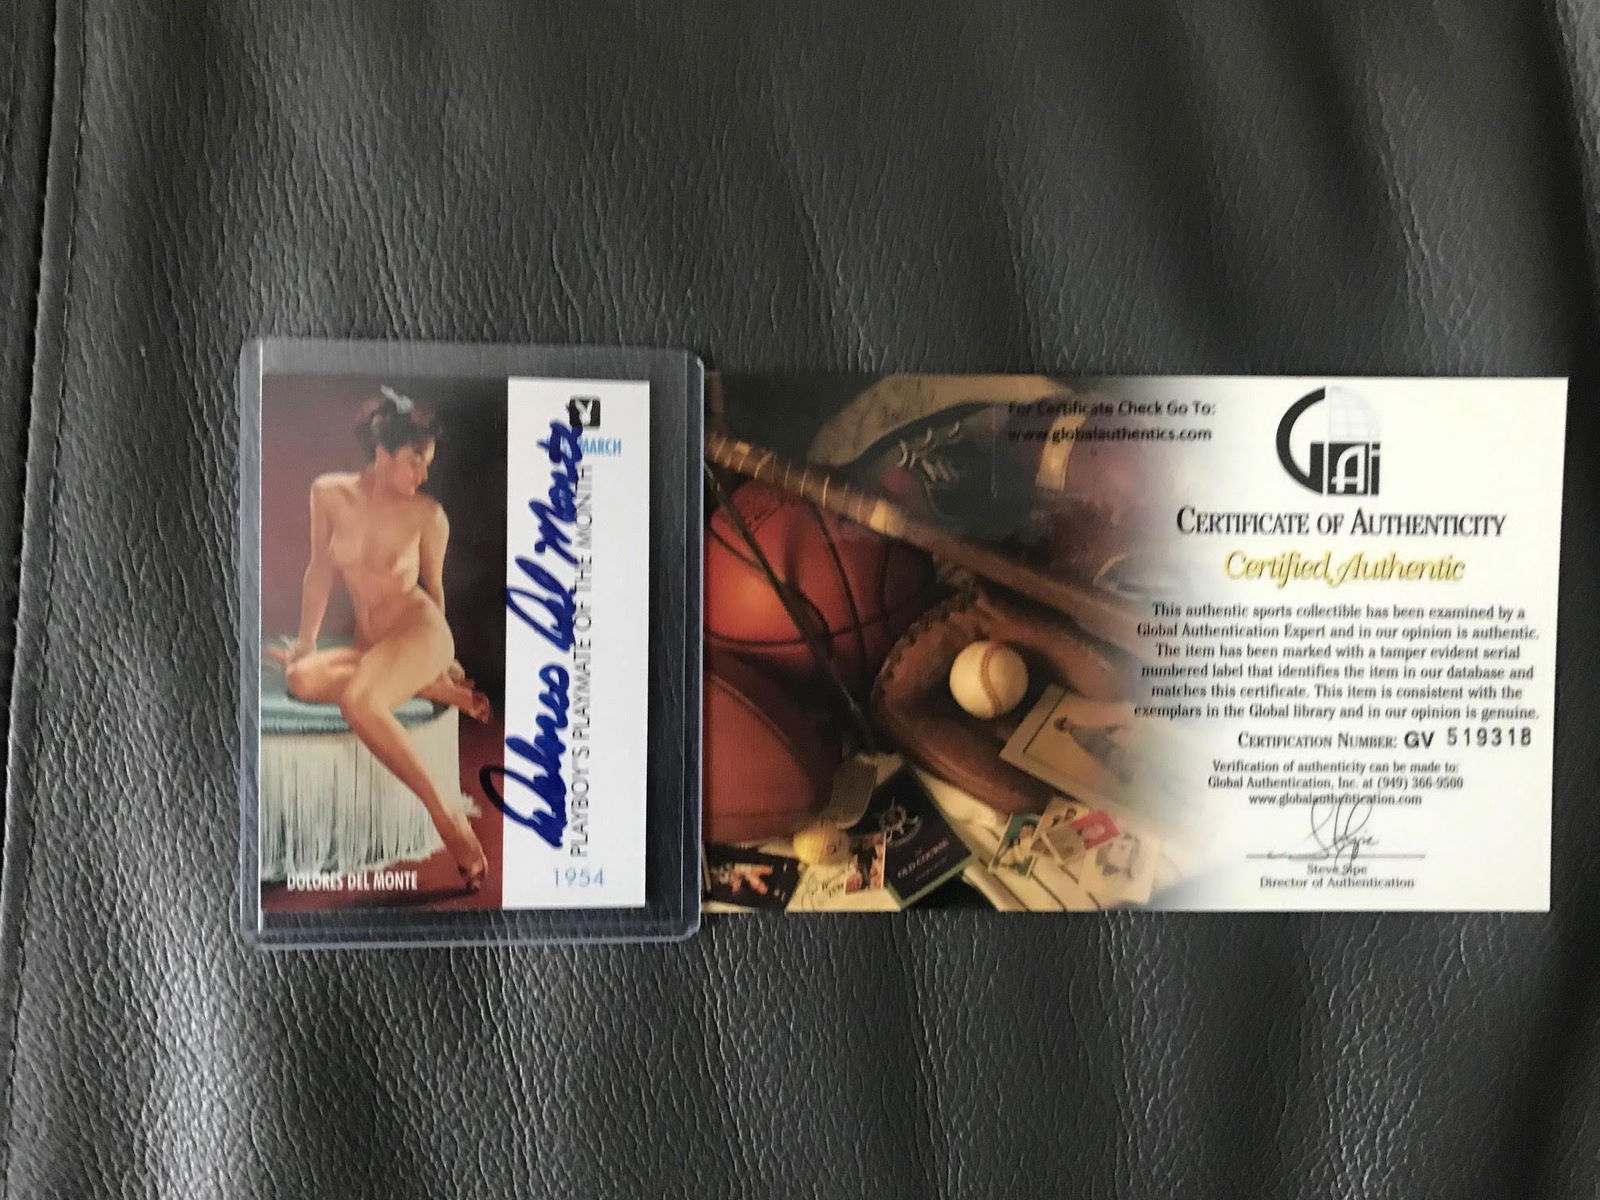 MARCH
Dolores Del Monte
PLAYBOY'S PLAYMATE OF THE MONTH
1954
DOLORES DEL MONTE
For Certificate Check Go To:
www.globalauthentics.com
GAi
CERTIFICATE OF AUTHENTICITY
Certified Authentic
This authentic sports collectible has been examined by a
Global Authentication Expert and in our opinion is authentic.
The item has been marked with a tamper evident serial
numbered label that identifies the item in our database and
matches this certificate. This item is consistent with the
exemplars in the Global library and in our opinion is genuine.
CERTIFICATION NUMBER: GV 519318
Verification of authenticity can be made to:
Global Authentication, Inc. at (949) 366-9500
www.globalauthentication.com
Steve Sipe
Director of Authentication
OLD COURSE